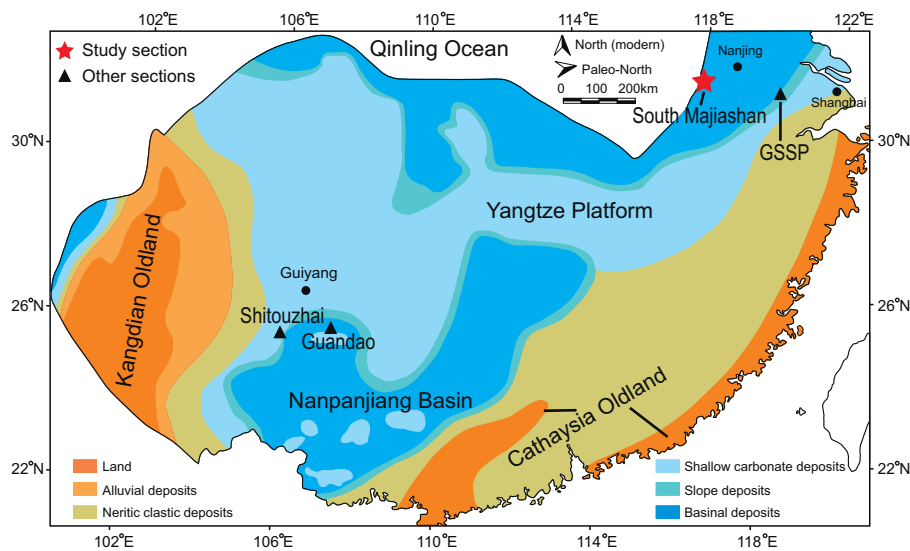 102°E 106°E 110°E 114°E 118°E 122°E
Study section
Other sections
Qinling Ocean
North (modern)
Paleo-North
0 100 200km
Nanjing
South Majiashan
Shanghai
GSSP
30°N
30°N
Yangtze Platform
Kangdian Oldland
Guiyang
26°N
26°N
Shitouzhai
Guandao
Nanpanjiang Basin
Cathaysia Oldland
22°N
22°N
Land
Alluvial deposits
Neritic clastic deposits
Shallow carbonate deposits
Slope deposits
Basinal deposits
102°E 106°E 110°E 114°E 118°E